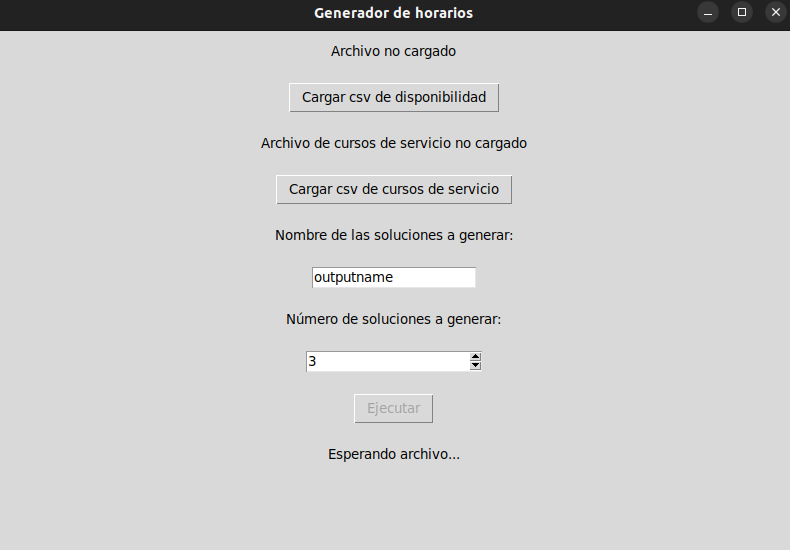 Generador de horarios
Archivo no cargado
Cargar csv de disponibilidad
Archivo de cursos de servicio no cargado
Cargar csv de cursos de servicio
Nombre de las soluciones a generar:
outputname
Número de soluciones a generar:
3
Ejecutar
Esperando archivo...